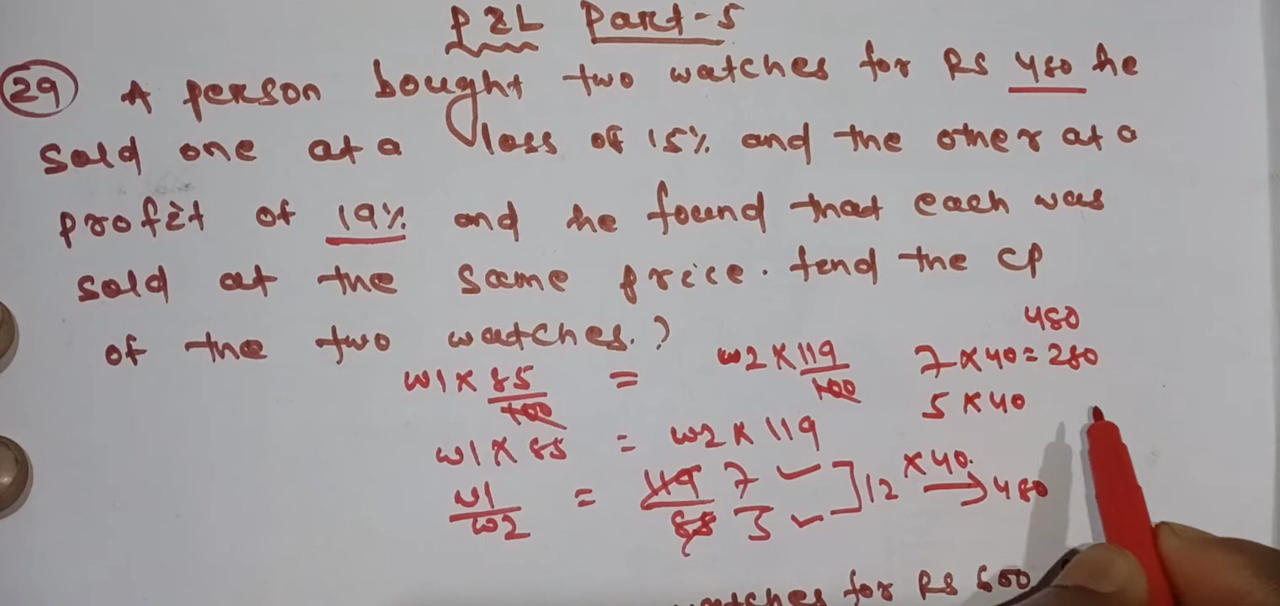 P&L Part-5
29 A person bought two watches for Rs 480 he
sold one at a loss of 15% and the other at a
profit of 19% and he found that each was
sold at the same price. fend the CP
of the two watches.?
480
w1 × 85/100 = w2 × 119/100 7 × 40 = 280
5 × 40
w1 × 85 = w2 × 119
w1/w2 = 119/85 7/5 ] 12 ×40 → 480
watches for Rs 600